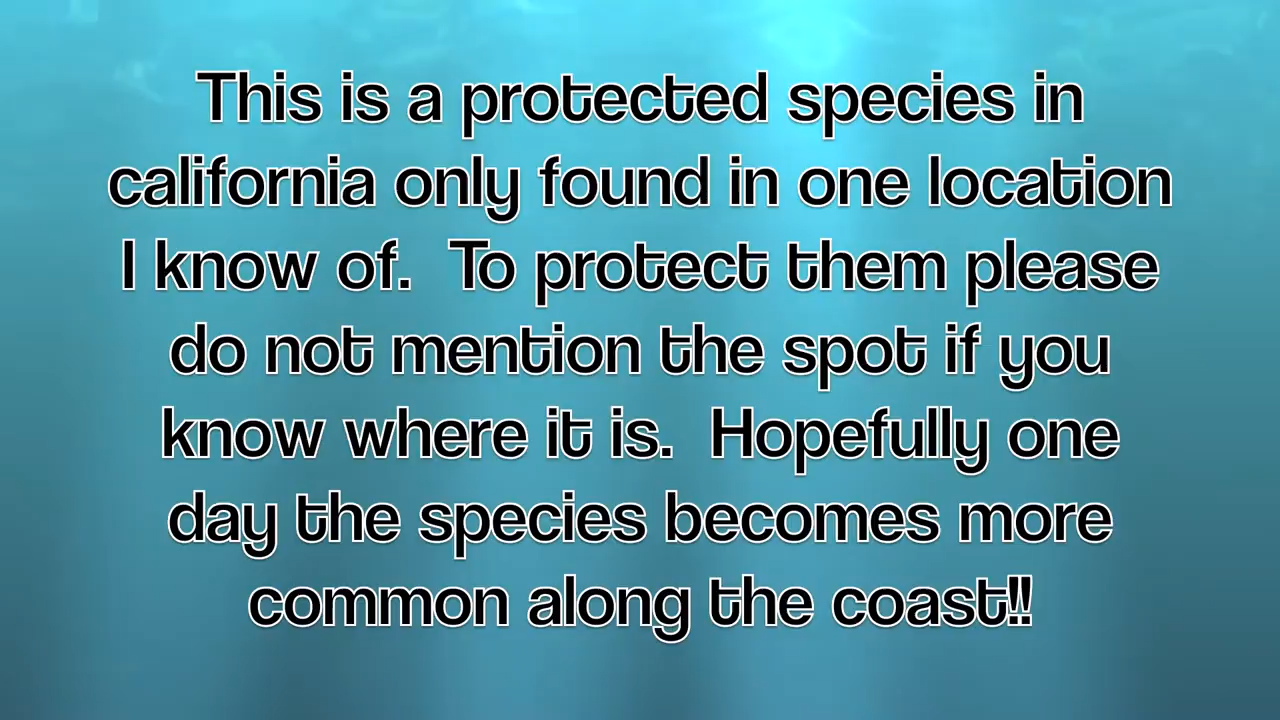 This is a protected species in
california only found in one location
I know of.  To protect them please
do not mention the spot if you
know where it is.  Hopefully one
day the species becomes more
common along the coast!!